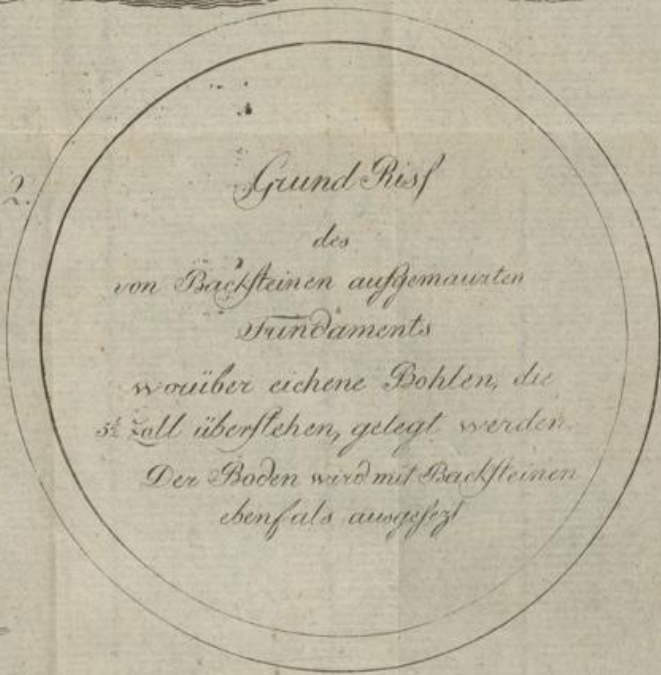 2.
Grund Riſs
des
von Backſteinen aufgemaurten
Fundaments
worüber eichene Bohlen, die
5½ Zoll überſtehen, gelegt werden.
Der Boden wird mit Backſteinen
ebenfals ausgeſezt